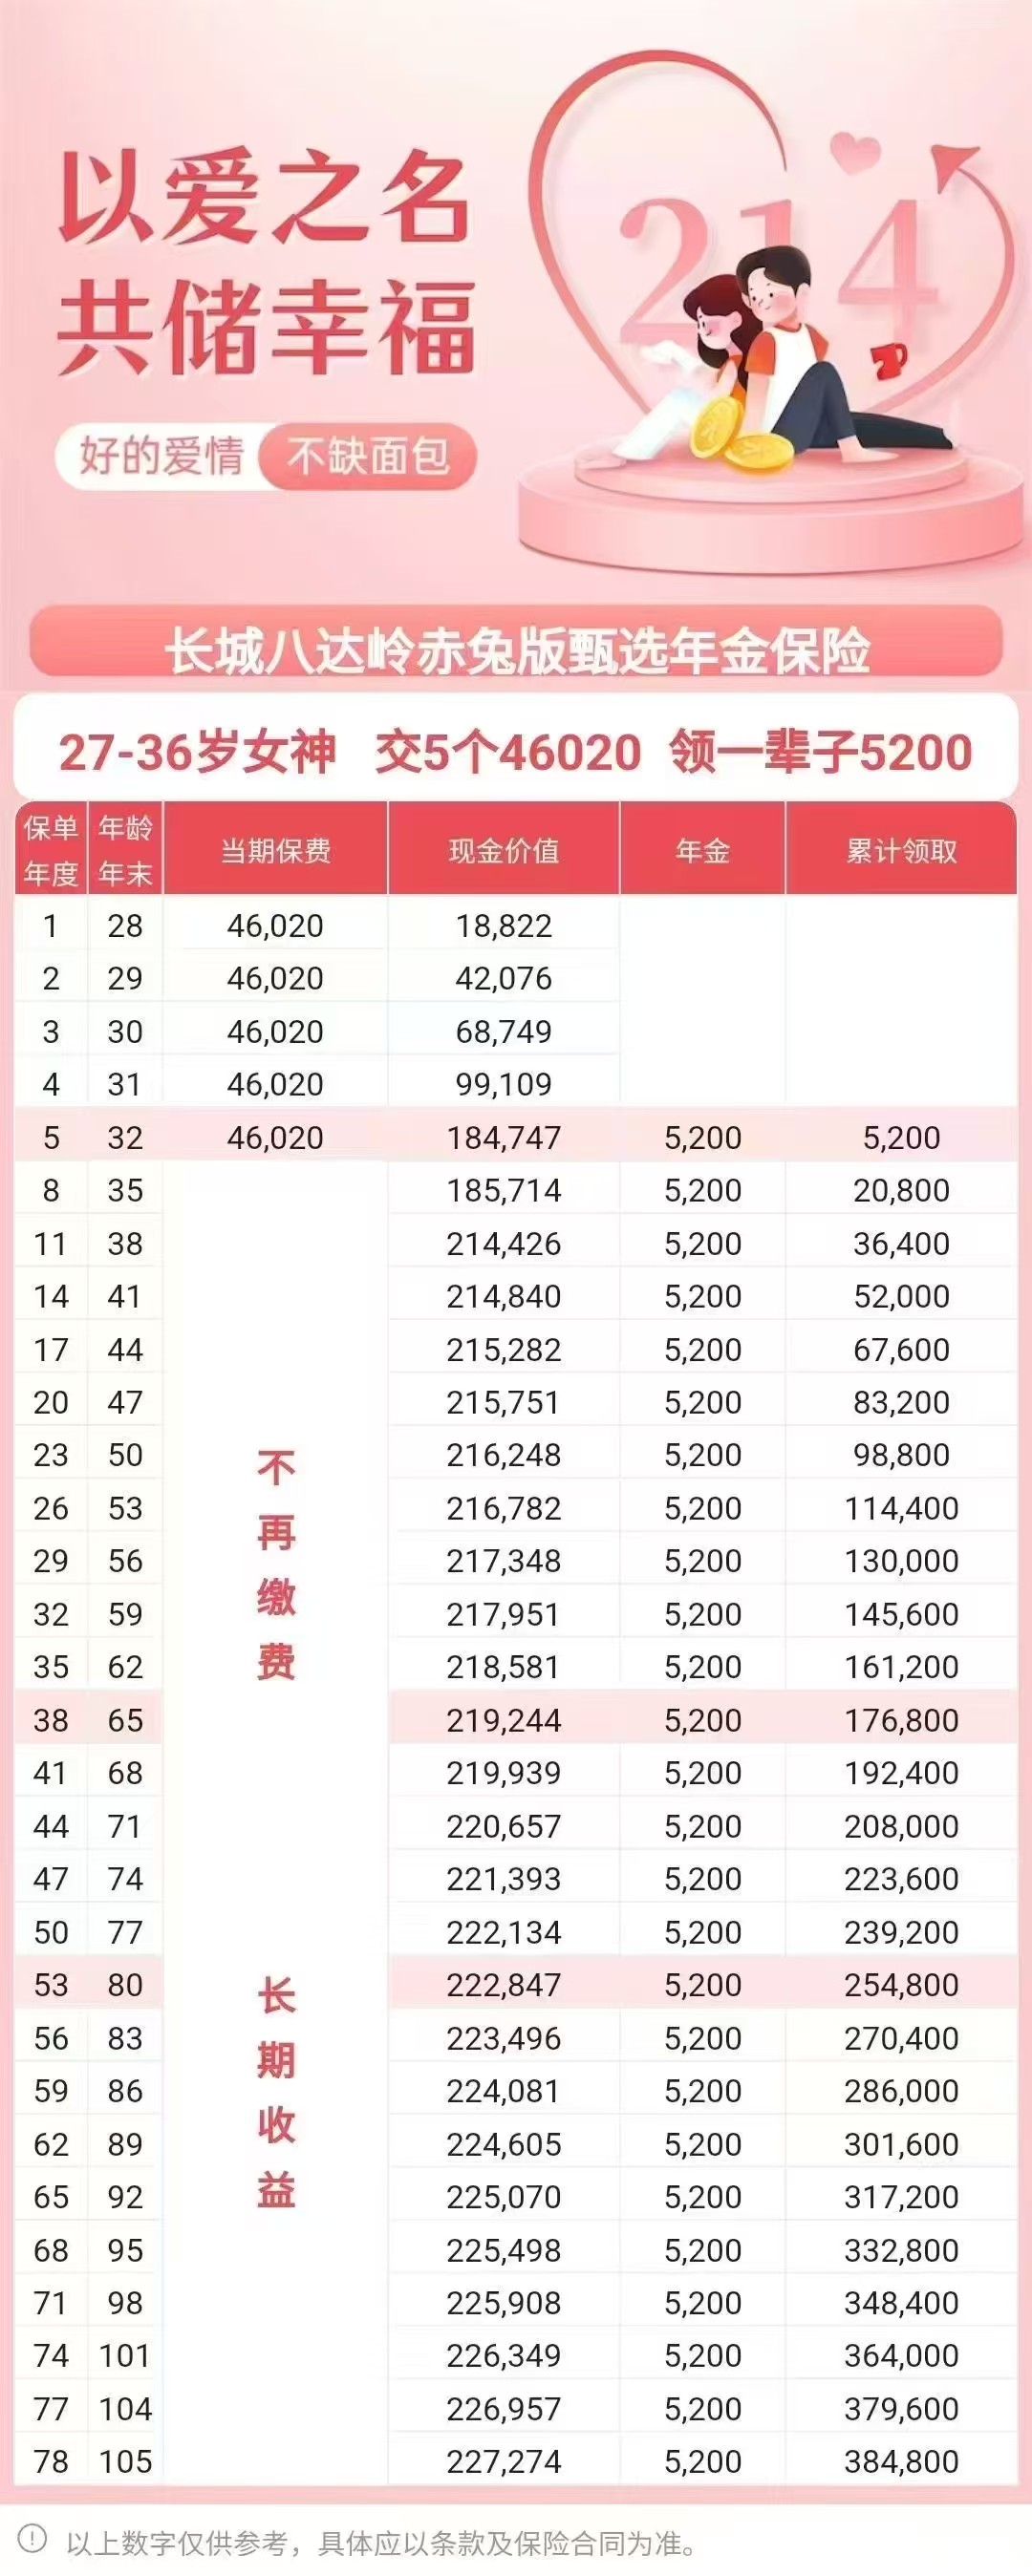 以爱之名
共储幸福
214
好的爱情 不缺面包
长城八达岭赤兔版甄选年金保险
27-36岁女神 交5个46020 领一辈子5200
保单年度 年龄年末 当期保费 现金价值 年金 累计领取
1 28 46,020 18,822
2 29 46,020 42,076
3 30 46,020 68,749
4 31 46,020 99,109
5 32 46,020 184,747 5,200 5,200
8 35 185,714 5,200 20,800
11 38 214,426 5,200 36,400
14 41 214,840 5,200 52,000
17 44 215,282 5,200 67,600
20 47 215,751 5,200 83,200
23 50 216,248 5,200 98,800
26 53 216,782 5,200 114,400
29 56 217,348 5,200 130,000
32 59 217,951 5,200 145,600
35 62 218,581 5,200 161,200
38 65 219,244 5,200 176,800
41 68 219,939 5,200 192,400
44 71 220,657 5,200 208,000
47 74 221,393 5,200 223,600
50 77 222,134 5,200 239,200
53 80 222,847 5,200 254,800
56 83 223,496 5,200 270,400
59 86 224,081 5,200 286,000
62 89 224,605 5,200 301,600
65 92 225,070 5,200 317,200
68 95 225,498 5,200 332,800
71 98 225,908 5,200 348,400
74 101 226,349 5,200 364,000
77 104 226,957 5,200 379,600
78 105 227,274 5,200 384,800
不再缴费
长期收益
以上数字仅供参考，具体应以条款及保险合同为准。